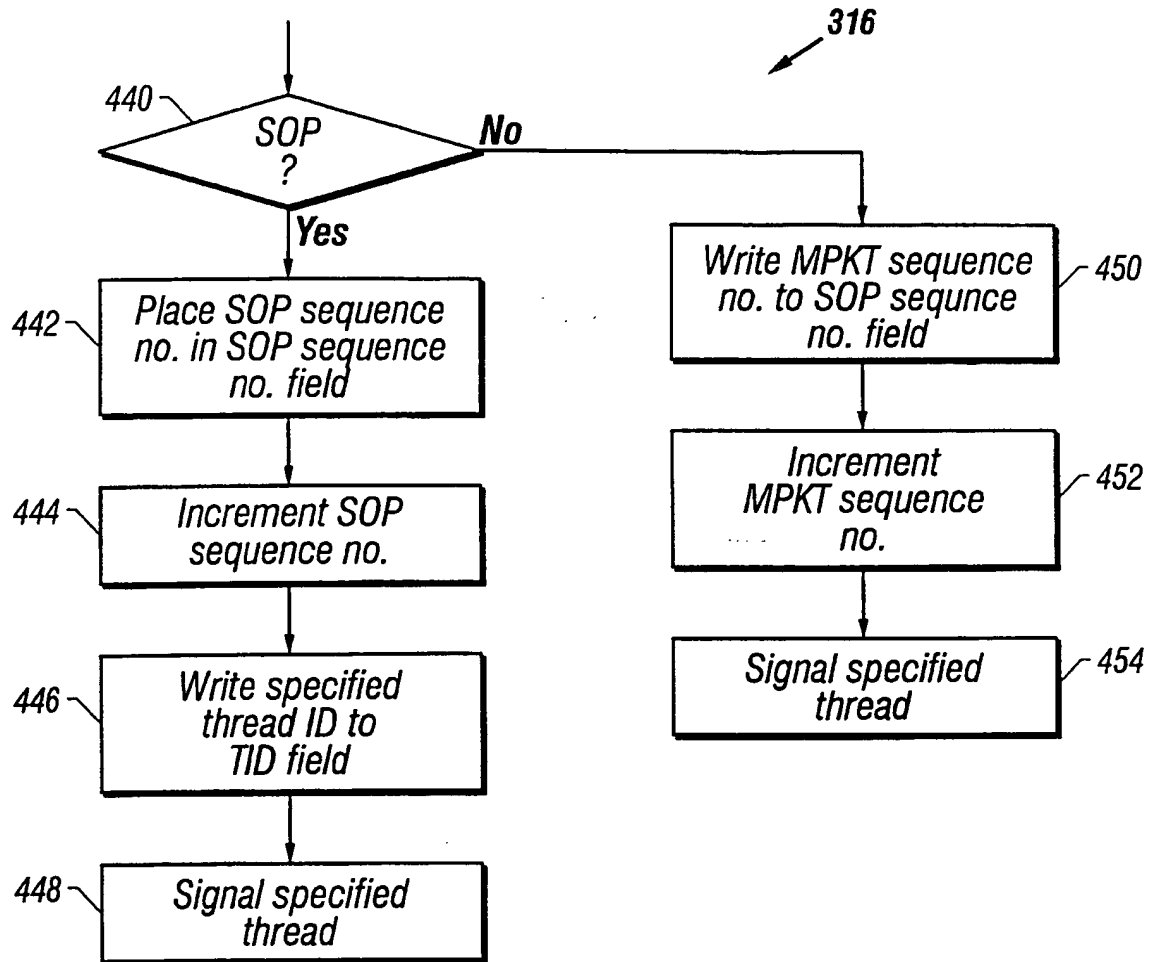 316
440
SOP
?
No
Yes
442
Place SOP sequence
no. in SOP sequence
no. field
444
Increment SOP
sequence no.
446
Write specified
thread ID to
TID field
448
Signal specified
thread
Write MPKT sequence
no. to SOP sequnce
no. field
450
Increment
MPKT sequence
no.
452
Signal specified
thread
454